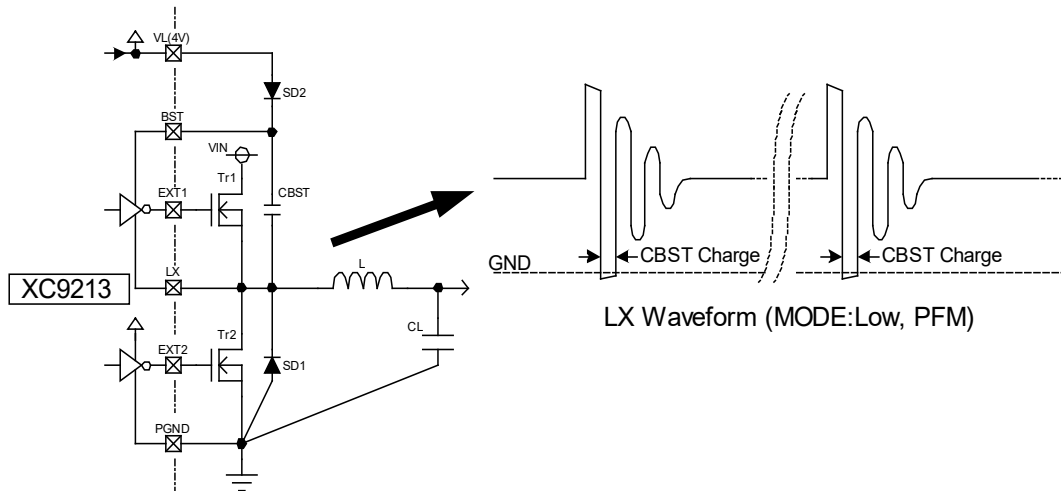 VL(4V)
SD2
BST
VIN
Tr1
EXT1
CBST
LX
L
XC9213
Tr2
CL
EXT2
SD1
PGND
GND
CBST Charge
CBST Charge
LX Waveform (MODE:Low, PFM)